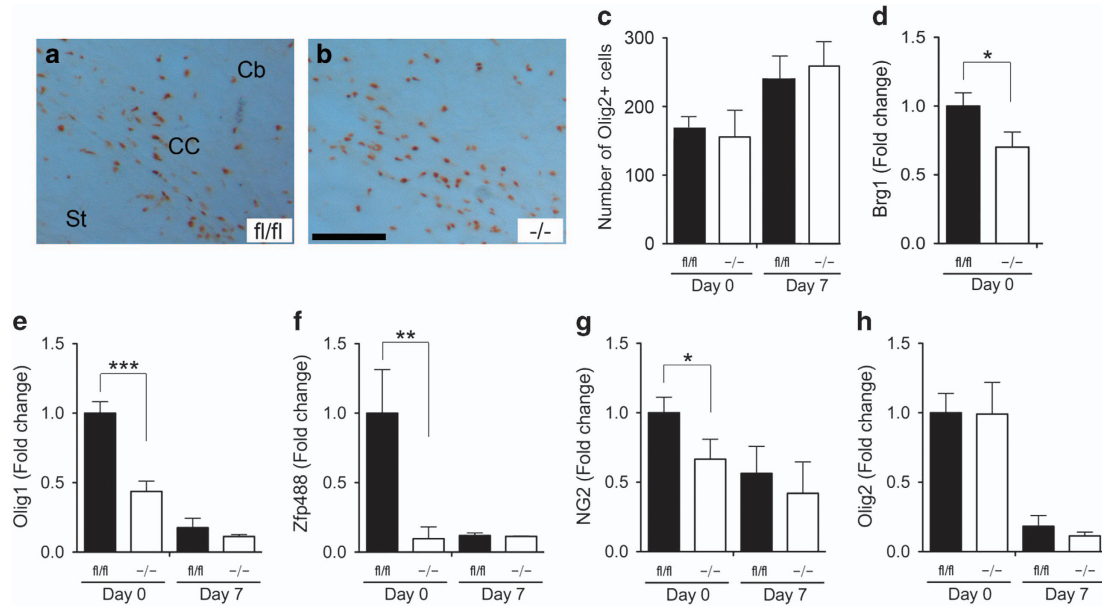 a
Cb
CC
St
fl/fl
b
-/-
c
Number of Olig2+ cells
300
200
100
0
fl/fl
−/−
fl/fl
−/−
Day 0
Day 7
d
Brg1 (Fold change)
1.5
1.0
0.5
0.0
*
fl/fl
−/−
Day 0
e
Olig1 (Fold change)
1.5
1.0
0.5
0.0
***
fl/fl
−/−
fl/fl
−/−
Day 0
Day 7
f
Zfp488 (Fold change)
1.5
1.0
0.5
0.0
**
fl/fl
−/−
fl/fl
−/−
Day 0
Day 7
g
NG2 (Fold change)
1.5
1.0
0.5
0.0
*
fl/fl
−/−
fl/fl
−/−
Day 0
Day 7
h
Olig2 (Fold change)
1.5
1.0
0.5
0.0
fl/fl
−/−
fl/fl
−/−
Day 0
Day 7